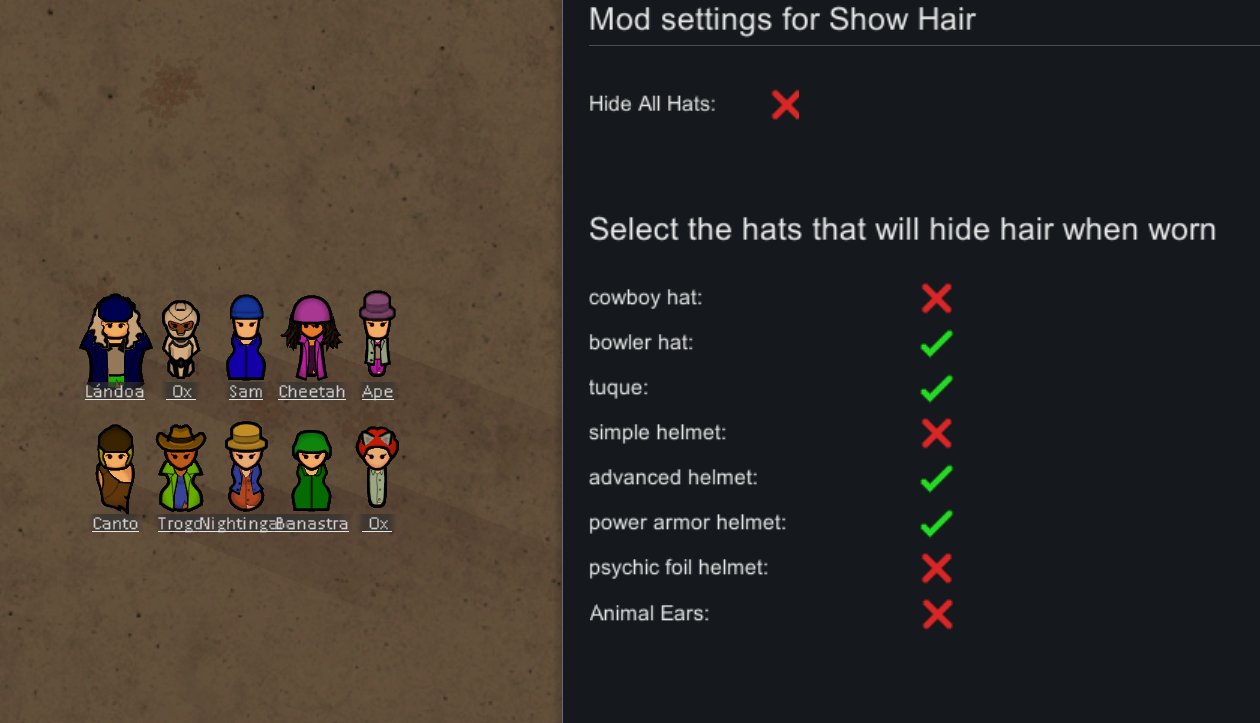 Mod settings for Show Hair
Hide All Hats:
Select the hats that will hide hair when worn
cowboy hat:
bowler hat:
tuque:
simple helmet:
advanced helmet:
power armor helmet:
psychic foil helmet:
Animal Ears:
Lándoa Ox Sam Cheetah Ape
Canto Trogo Nightinga Banastra Ox